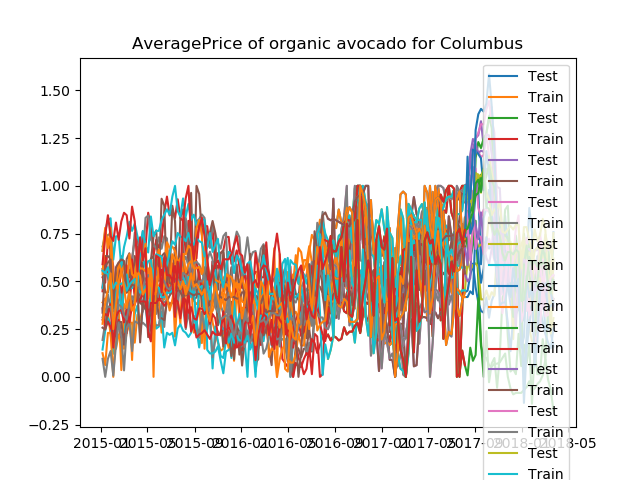 AveragePrice of organic avocado for Columbus
1.50
1.25
1.00
0.75
0.50
0.25
0.00
−0.25
2015-01
2015-05
2015-09
2016-01
2016-05
2016-09
2017-01
2017-05
2017-09
2018-01
2018-05
Test
Train
Test
Train
Test
Train
Test
Train
Test
Train
Test
Train
Test
Train
Test
Train
Test
Train
Test
Train